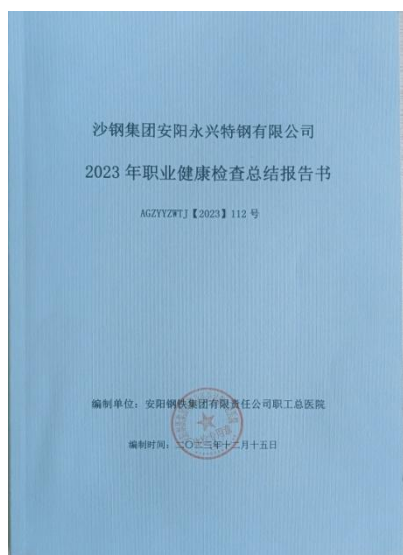 沙钢集团安阳永兴特钢有限公司
2023年职业健康检查总结报告书
AGZYYZWTJ【2023】112号
编制单位：安阳钢铁集团有限责任公司职工总医院
编制时间：二〇二三年十二月十五日